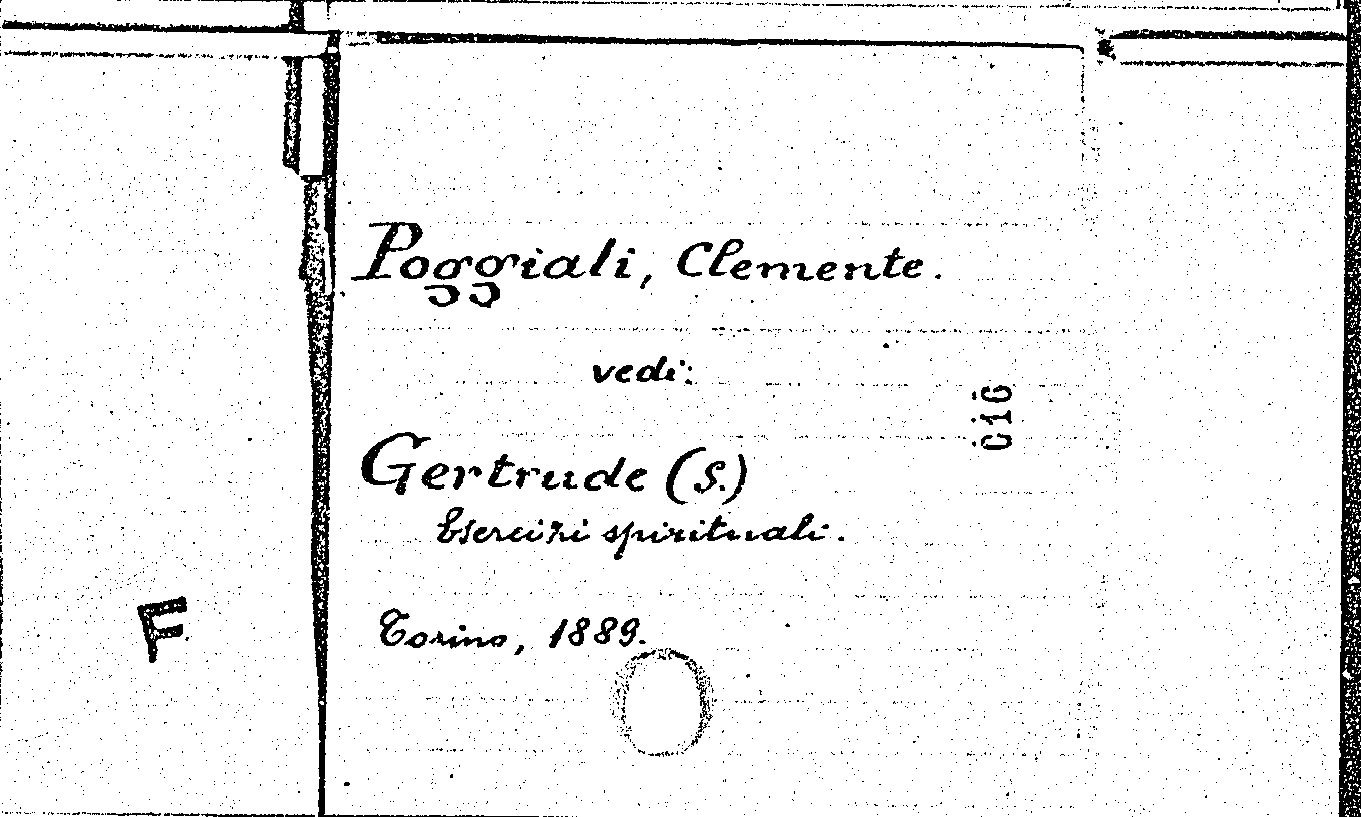 Poggiali, Clemente.
vedi:
Gertrude (S.)
Esercizi spirituali.
Torino, 1889.
F